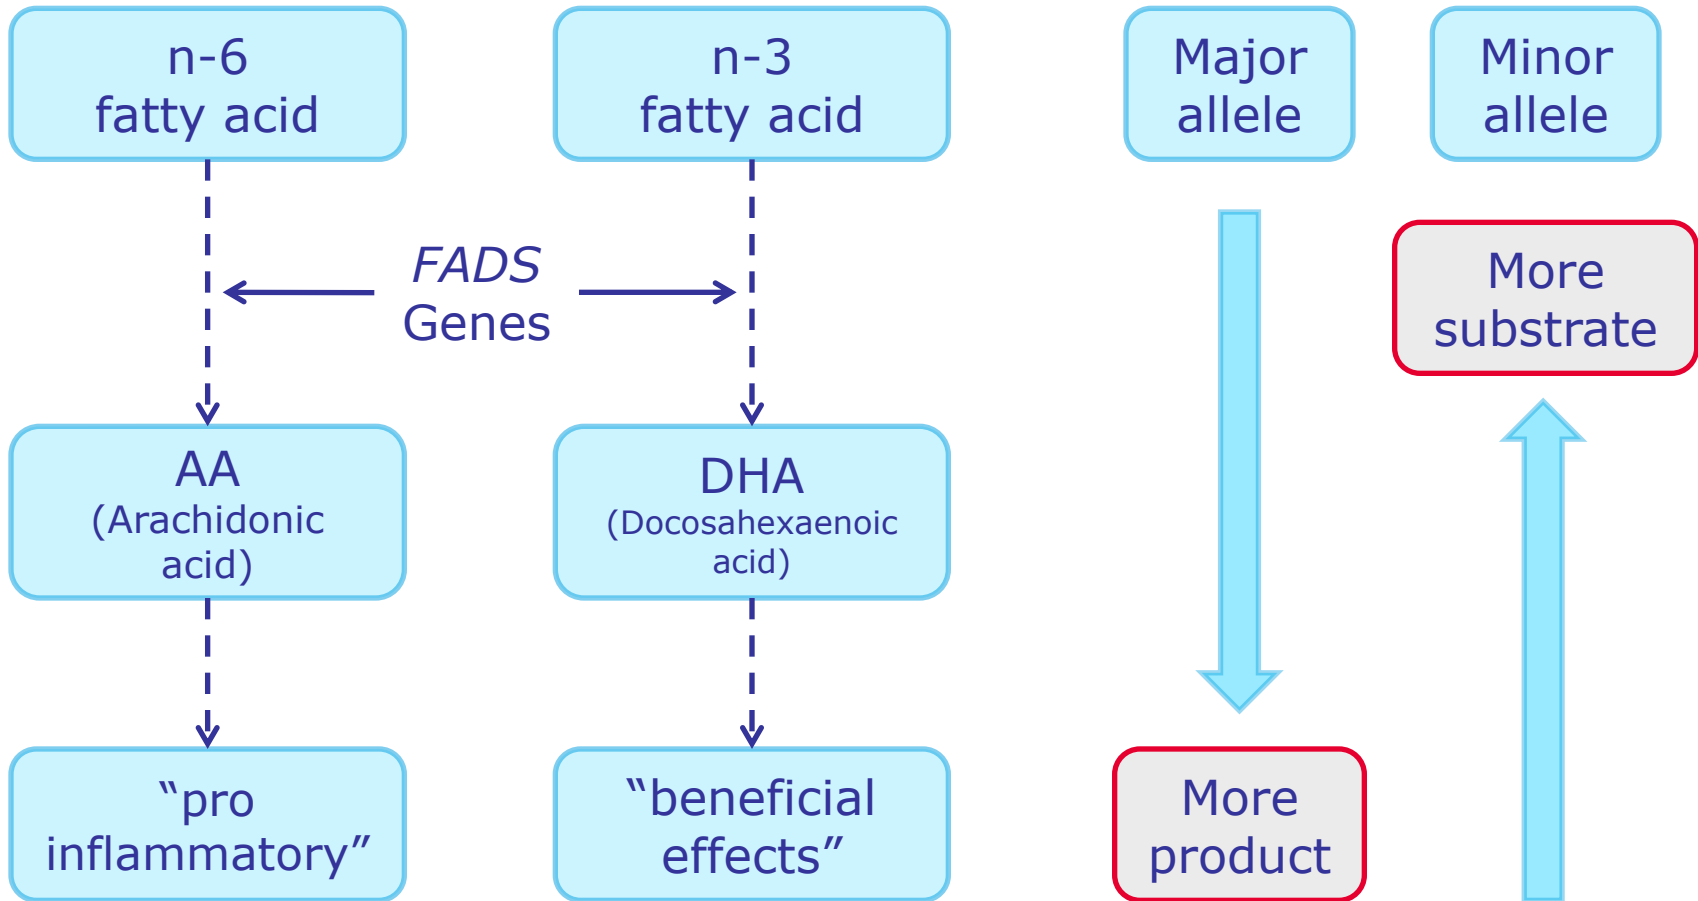 n-6
fatty acid
n-3
fatty acid
Major
allele
Minor
allele
FADS
Genes
More
substrate
AA
(Arachidonic
acid)
DHA
(Docosahexaenoic
acid)
“pro
inflammatory”
“beneficial
effects”
More
product